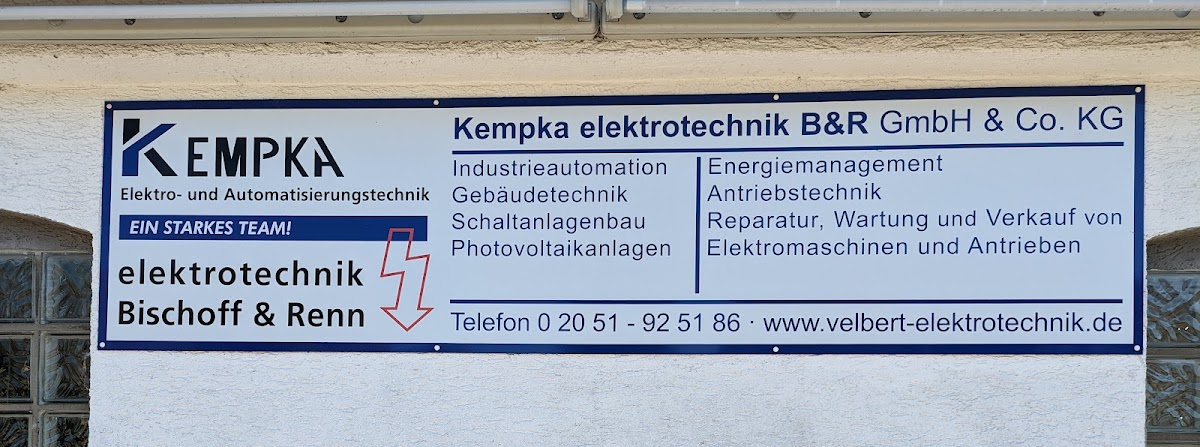 KEMPKA
Elektro- und Automatisierungstechnik
EIN STARKES TEAM!
elektrotechnik
Bischoff & Renn
Kempka elektrotechnik B&R GmbH & Co. KG
Industrieautomation
Gebäudetechnik
Schaltanlagenbau
Photovoltaikanlagen
Energiemanagement
Antriebstechnik
Reparatur, Wartung und Verkauf von
Elektromaschinen und Antrieben
Telefon 0 20 51 - 92 51 86 · www.velbert-elektrotechnik.de